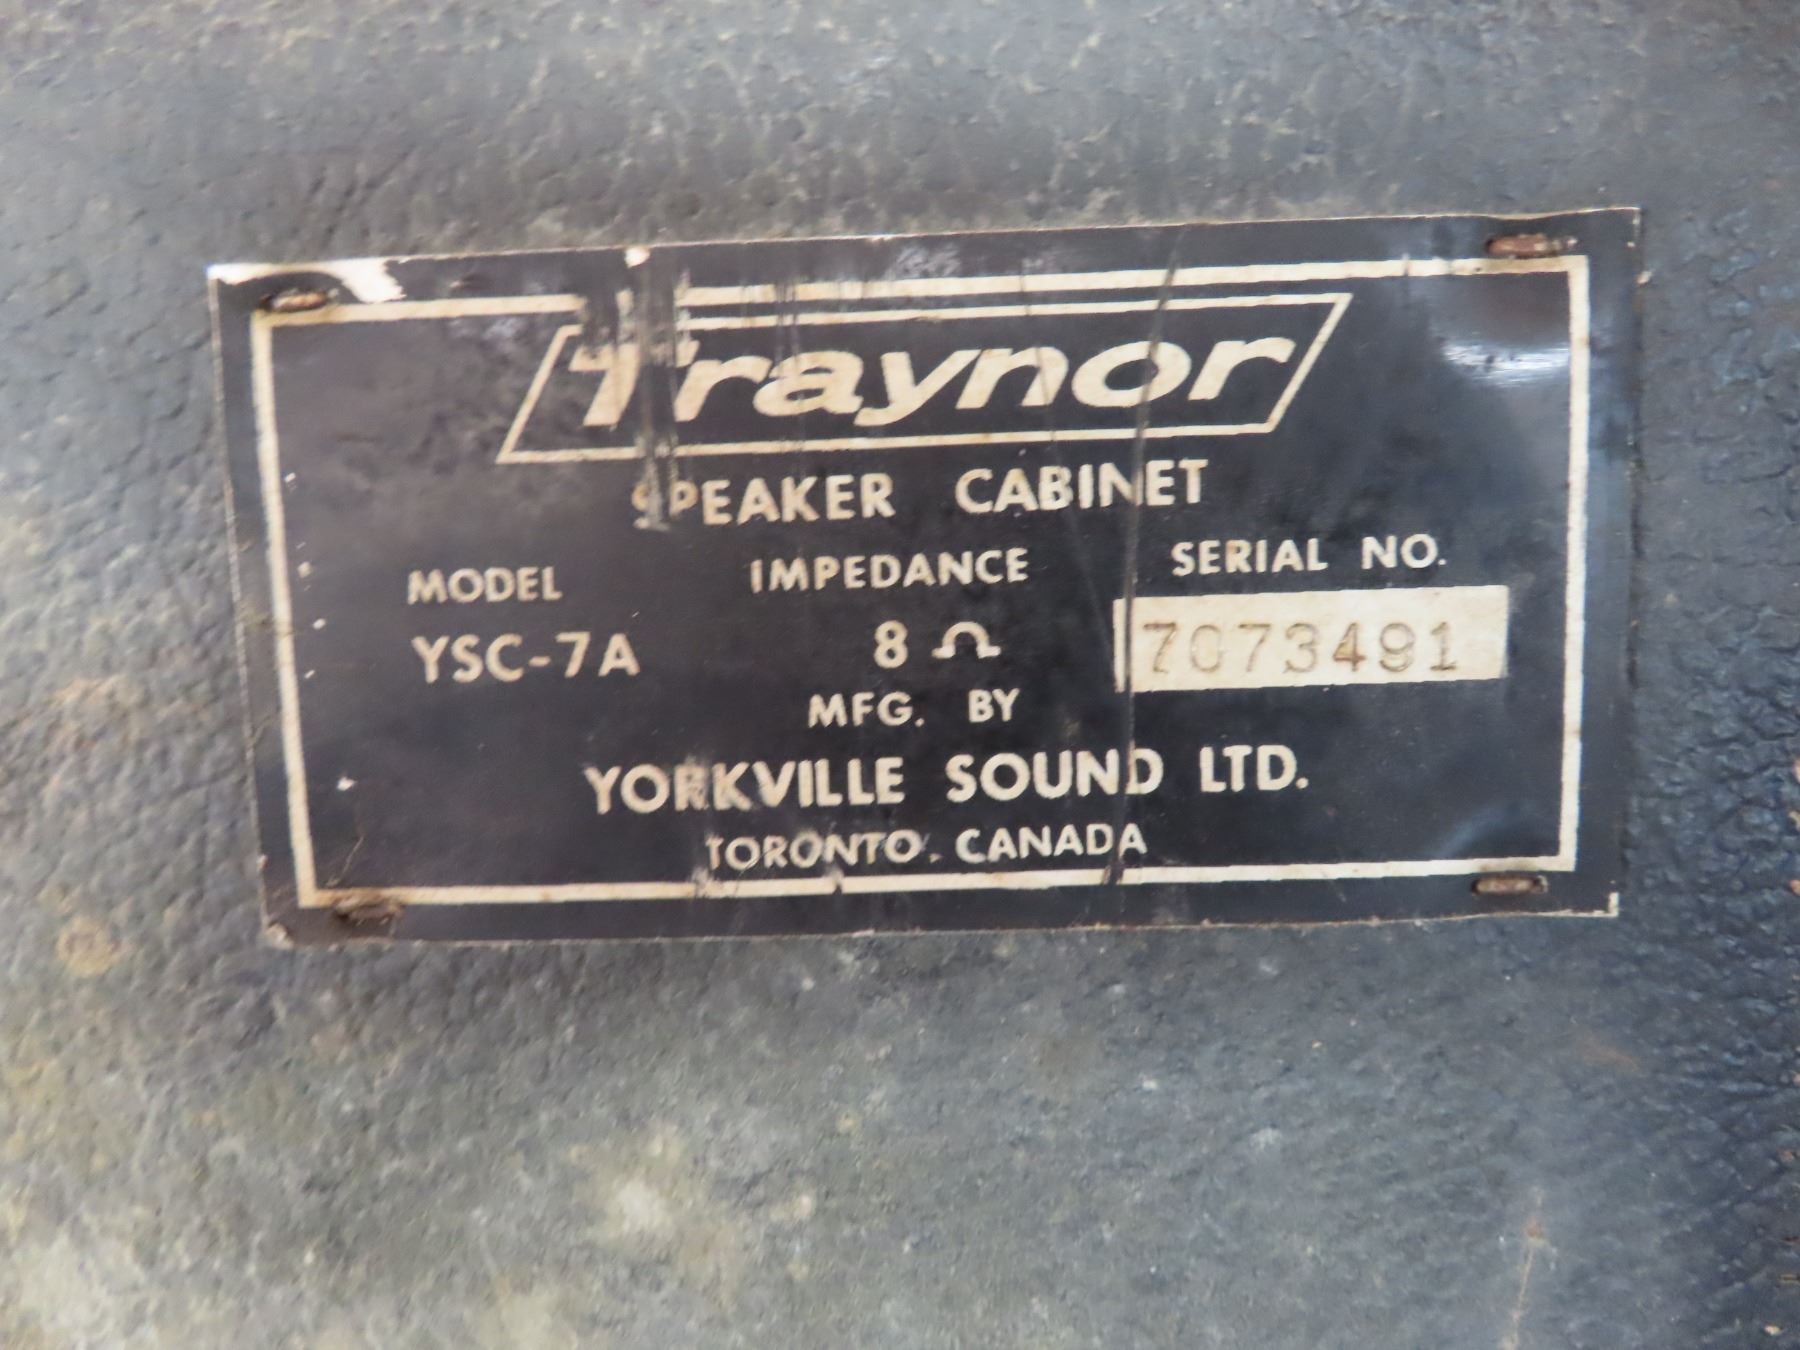 Traynor
SPEAKER CABINET
MODEL IMPEDANCE SERIAL NO.
YSC-7A 8 Ω 7073491
MFG. BY
YORKVILLE SOUND LTD.
TORONTO. CANADA